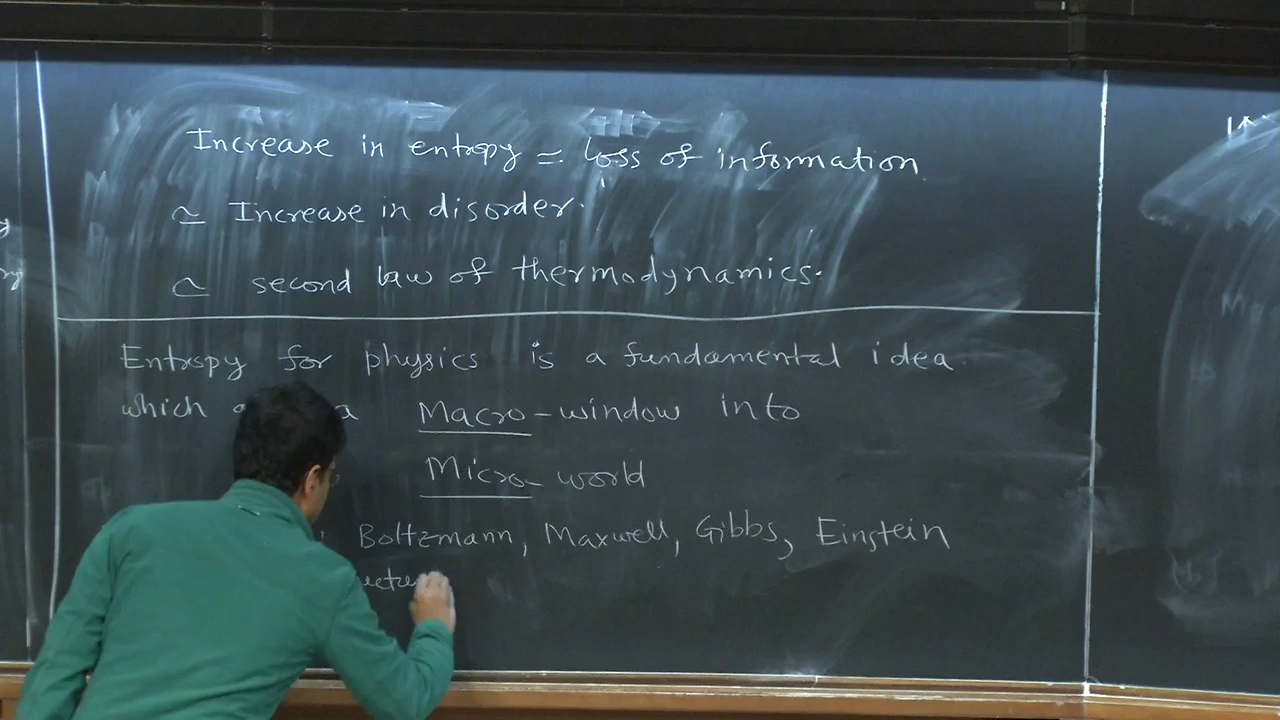 Increase in entropy ≃ loss of information.
≃ Increase in disorder.
≃ second law of thermodynamics.
Entropy for physics is a fundamental idea
which a Macro-window into
Micro-world
Boltzmann, Maxwell, Gibbs, Einstein